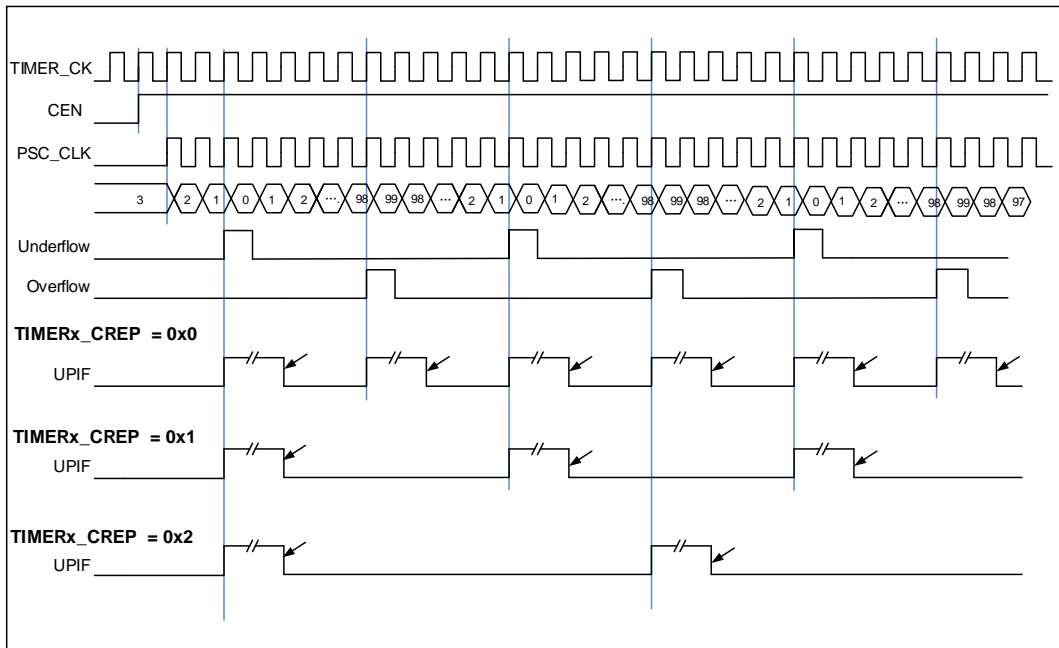 TIMER_CK
CEN
PSC_CLK
3 2 1 0 1 2 .... 98 99 98 ... 2 1 0 1 2 .... 98 99 98 ... 2 1 0 1 2 ... 98 99 98 97
Underflow
Overflow
TIMERx_CREP = 0x0
UPIF
TIMERx_CREP = 0x1
UPIF
TIMERx_CREP = 0x2
UPIF